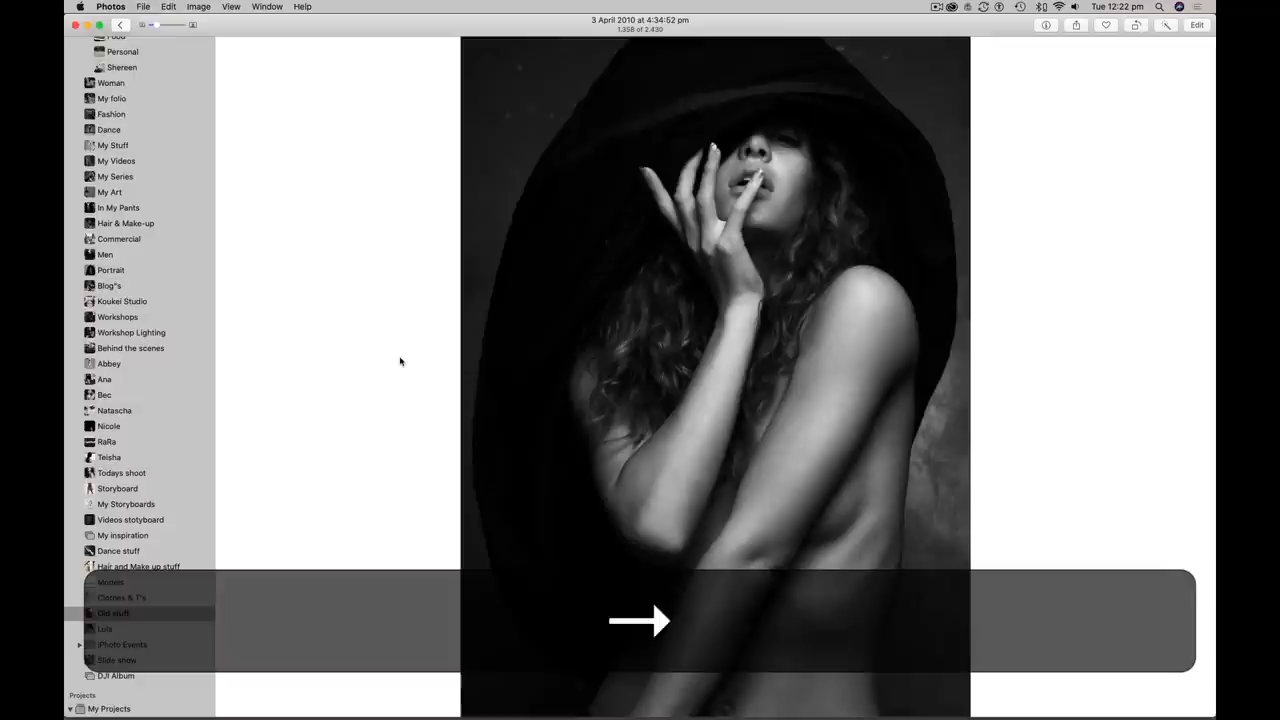 Photos File Edit Image View Window Help
Tue 12:22 pm
3 April 2010 at 4:34:52 pm
1.358 of 2.430
Edit
Food
Personal
Shereen
Woman
My folio
Fashion
Dance
My Stuff
My Videos
My Series
My Art
In My Pants
Hair & Make-up
Commercial
Men
Portrait
Blog"s
Koukei Studio
Workshops
Workshop Lighting
Behind the scenes
Abbey
Ana
Bec
Natascha
Nicole
RaRa
Teisha
Todays shoot
Storyboard
My Storyboards
Videos stotyboard
My inspiration
Dance stuff
Hair and Make up stuff
Models
Clothes & T's
Old stuff
Lula
iPhoto Events
Slide show
DJI Album
Projects
My Projects